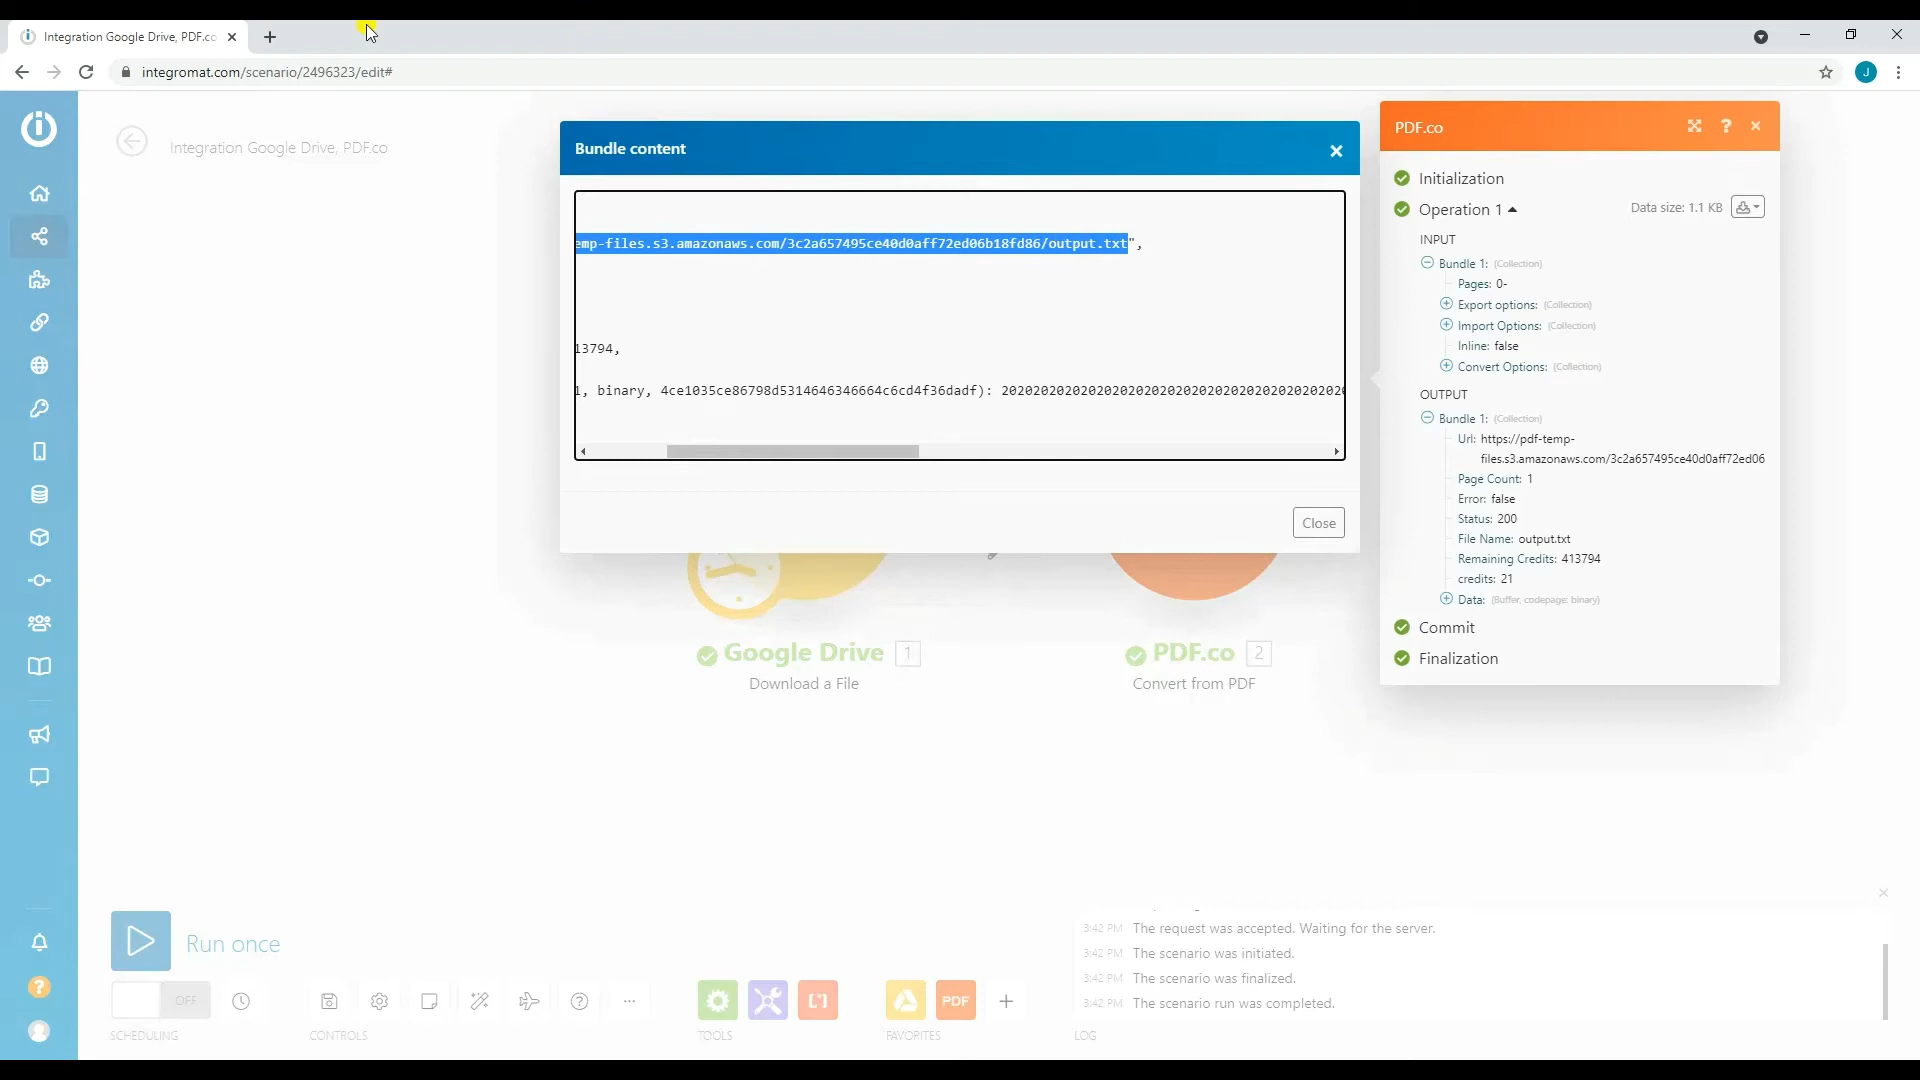 Integration Google Drive, PDF.co
integromat.com/scenario/2496323/edit#
J
Integration Google Drive, PDF.co
Bundle content
emp-files.s3.amazonaws.com/3c2a657495ce40d0aff72ed06b18fd86/output.txt",
13794,
1, binary, 4ce1035ce86798d5314646346664c6cd4f36dadf): 20202020202020202020202020202020202020202020
Close
PDF.co
Initialization
Operation 1
Data size: 1.1 KB
INPUT
Bundle 1: (Collection)
Pages: 0-
Export options: (Collection)
Import Options: (Collection)
Inline: false
Convert Options: (Collection)
OUTPUT
Bundle 1: (Collection)
Url: https://pdf-temp-
files.s3.amazonaws.com/3c2a657495ce40d0aff72ed06
Page Count: 1
Error: false
Status: 200
File Name: output.txt
Remaining Credits: 413794
credits: 21
Data: (Buffer, codepage: binary)
Commit
Finalization
Google Drive 1
Download a File
PDF.co 2
Convert from PDF
Run once
OFF
SCHEDULING
CONTROLS
TOOLS
PDF
FAVORITES
LOG
3:42 PM The request was accepted. Waiting for the server.
3:42 PM The scenario was initiated.
3:42 PM The scenario was finalized.
3:42 PM The scenario run was completed.